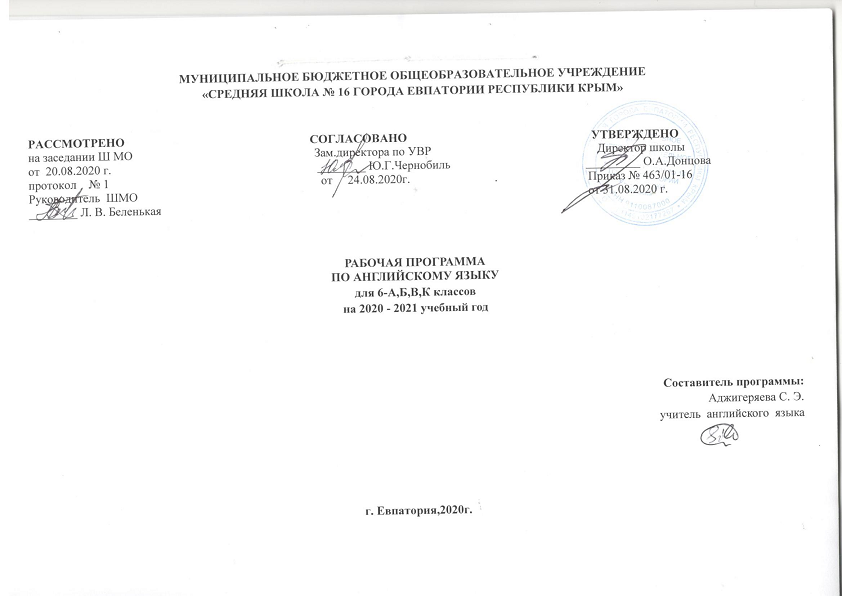 МУНИЦИПАЛЬНОЕ БЮДЖЕТНОЕ ОБЩЕОБРАЗОВАТЕЛЬНОЕ УЧРЕЖДЕНИЕ
«СРЕДНЯЯ ШКОЛА № 16 ГОРОДА ЕВПАТОРИИ РЕСПУБЛИКИ КРЫМ»
РАССМОТРЕНО
на заседании Ш МО
от 20.08.2020 г.
протокол № 1
Руководитель ШМО
Л. В. Беленькая
СОГЛАСОВАНО
Зам.директора по УВР
Ю.Г.Чернобиль
от 24.08.2020г.
УТВЕРЖДЕНО
Директор школы
О.А.Донцова
Приказ № 463/01-16
от 31.08.2020 г.
РАБОЧАЯ ПРОГРАММА
ПО АНГЛИЙСКОМУ ЯЗЫКУ
для 6-А,Б,В,К классов
на 2020 - 2021 учебный год
Составитель программы:
Аджигеряева С. Э.
учитель английского языка
г. Евпатория,2020г.